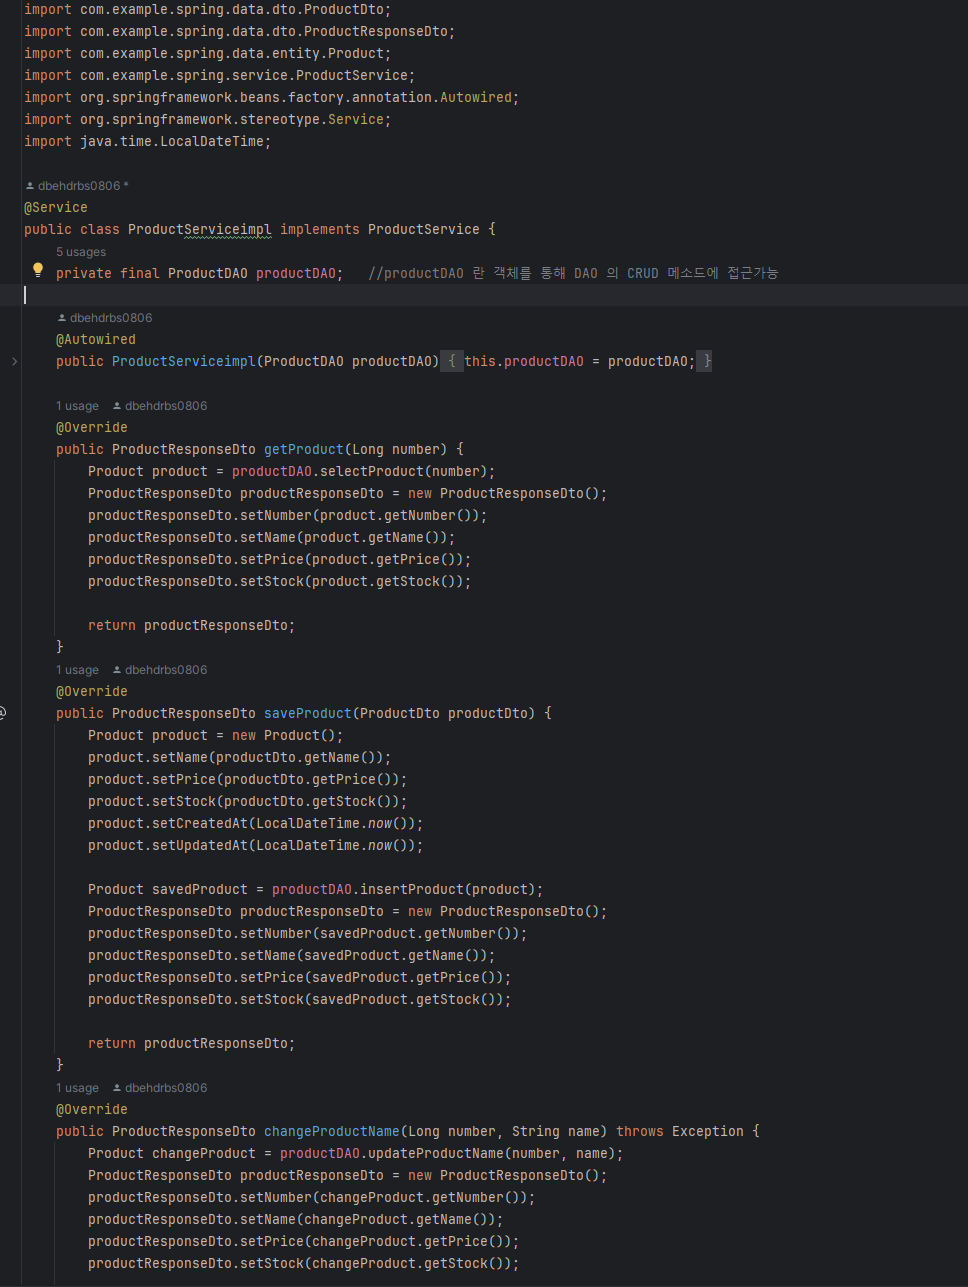 import com.example.spring.data.dto.ProductDto;
import com.example.spring.data.dto.ProductResponseDto;
import com.example.spring.data.entity.Product;
import com.example.spring.service.ProductService;
import org.springframework.beans.factory.annotation.Autowired;
import org.springframework.stereotype.Service;
import java.time.LocalDateTime;
dbehdrbs0806 *
@Service
public class ProductServiceimpl implements ProductService {
5 usages
private final ProductDAO productDAO;   //productDAO 란 객체를 통해 DAO 의 CRUD 메소드에 접근가능
dbehdrbs0806
@Autowired
public ProductServiceimpl(ProductDAO productDAO) { this.productDAO = productDAO; }
1 usage dbehdrbs0806
@Override
public ProductResponseDto getProduct(Long number) {
Product product = productDAO.selectProduct(number);
ProductResponseDto productResponseDto = new ProductResponseDto();
productResponseDto.setNumber(product.getNumber());
productResponseDto.setName(product.getName());
productResponseDto.setPrice(product.getPrice());
productResponseDto.setStock(product.getStock());
return productResponseDto;
}
1 usage dbehdrbs0806
@Override
public ProductResponseDto saveProduct(ProductDto productDto) {
Product product = new Product();
product.setName(productDto.getName());
product.setPrice(productDto.getPrice());
product.setStock(productDto.getStock());
product.setCreatedAt(LocalDateTime.now());
product.setUpdatedAt(LocalDateTime.now());
Product savedProduct = productDAO.insertProduct(product);
ProductResponseDto productResponseDto = new ProductResponseDto();
productResponseDto.setNumber(savedProduct.getNumber());
productResponseDto.setName(savedProduct.getName());
productResponseDto.setPrice(savedProduct.getPrice());
productResponseDto.setStock(savedProduct.getStock());
return productResponseDto;
}
1 usage dbehdrbs0806
@Override
public ProductResponseDto changeProductName(Long number, String name) throws Exception {
Product changeProduct = productDAO.updateProductName(number, name);
ProductResponseDto productResponseDto = new ProductResponseDto();
productResponseDto.setNumber(changeProduct.getNumber());
productResponseDto.setName(changeProduct.getName());
productResponseDto.setPrice(changeProduct.getPrice());
productResponseDto.setStock(changeProduct.getStock());